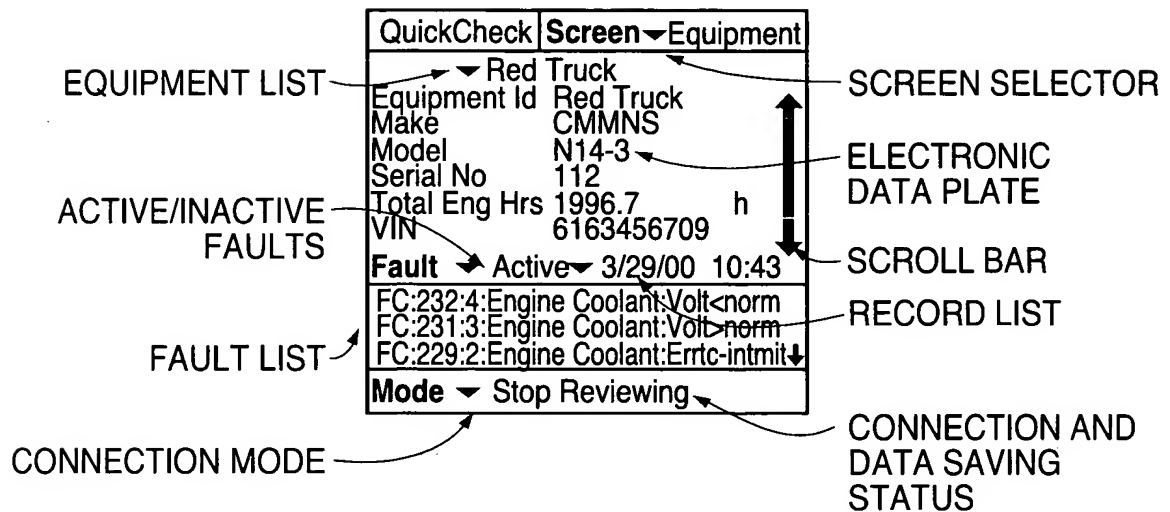 QuickCheck Screen Equipment
EQUIPMENT LIST
Red Truck
SCREEN SELECTOR
Equipment Id Red Truck
Make CMMNS
Model N14-3
ELECTRONIC
DATA PLATE
Serial No 112
Total Eng Hrs 1996.7 h
VIN 6163456709
ACTIVE/INACTIVE
FAULTS
Fault Active 3/29/00 10:43
SCROLL BAR
FC:232:4:Engine Coolant:Volt<norm
FC:231:3:Engine Coolant:Volt>norm
FC:229:2:Engine Coolant:Errtc-intmit
RECORD LIST
FAULT LIST
Mode Stop Reviewing
CONNECTION MODE
CONNECTION AND
DATA SAVING
STATUS